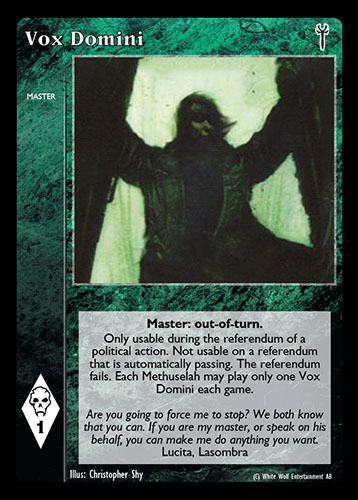 Vox Domini
MASTER
Master: out-of-turn.
Only usable during the referendum of a
political action. Not usable on a referendum
that is automatically passing. The referendum
fails. Each Methuselah may play only one Vox
Domini each game.
Are you going to force me to stop? We both know
that you can. If you are my master, or speak on his
behalf, you can make me do anything you want.
Lucita, Lasombra
1
Illus: Christopher Shy
(C) White Wolf Entertainment AB